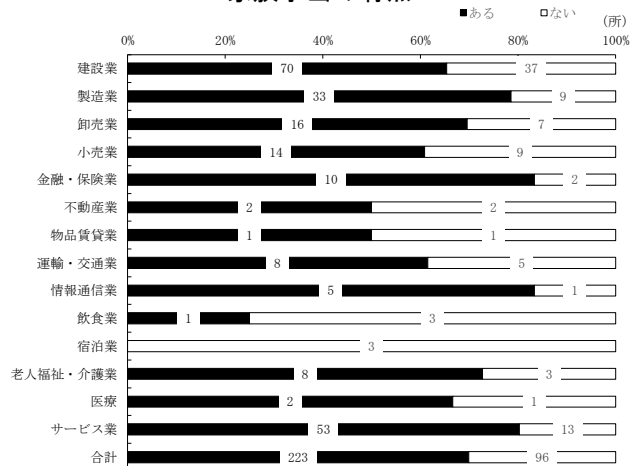 ■ある □ない
(所)
0% 20% 40% 60% 80% 100%
建設業 70 37
製造業 33 9
卸売業 16 7
小売業 14 9
金融・保険業 10 2
不動産業 2 2
物品賃貸業 1 1
運輸・交通業 8 5
情報通信業 5 1
飲食業 1 3
宿泊業 3
老人福祉・介護業 8 3
医療 2 1
サービス業 53 13
合計 223 96